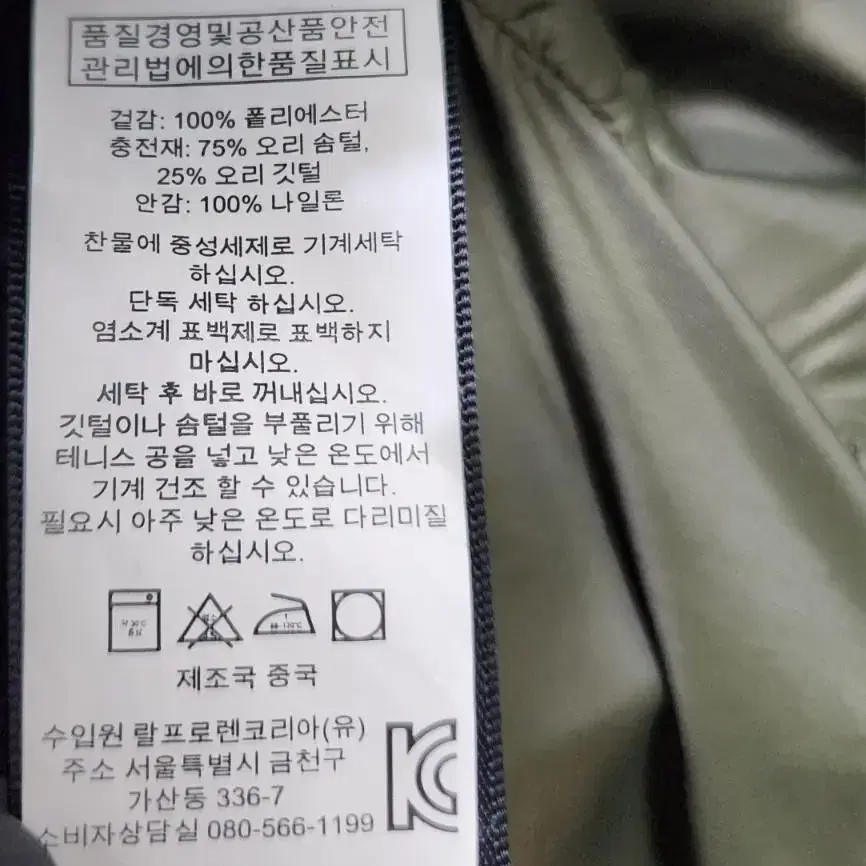 품질경영및공산품안전
관리법에의한품질표시
겉감: 100% 폴리에스터
충전재: 75% 오리 솜털,
25% 오리 깃털
안감: 100% 나일론
찬물에 중성세제로 기계세탁
하십시오.
단독 세탁 하십시오.
염소계 표백제로 표백하지
마십시오.
세탁 후 바로 꺼내십시오.
깃털이나 솜털을 부풀리기 위해
테니스 공을 넣고 낮은 온도에서
기계 건조 할 수 있습니다.
필요시 아주 낮은 온도로 다리미질
하십시오.
제조국 중국
수입원 랄프로렌코리아(유)
주소 서울특별시 금천구
가산동 336-7
소비자상담실 080-566-1199